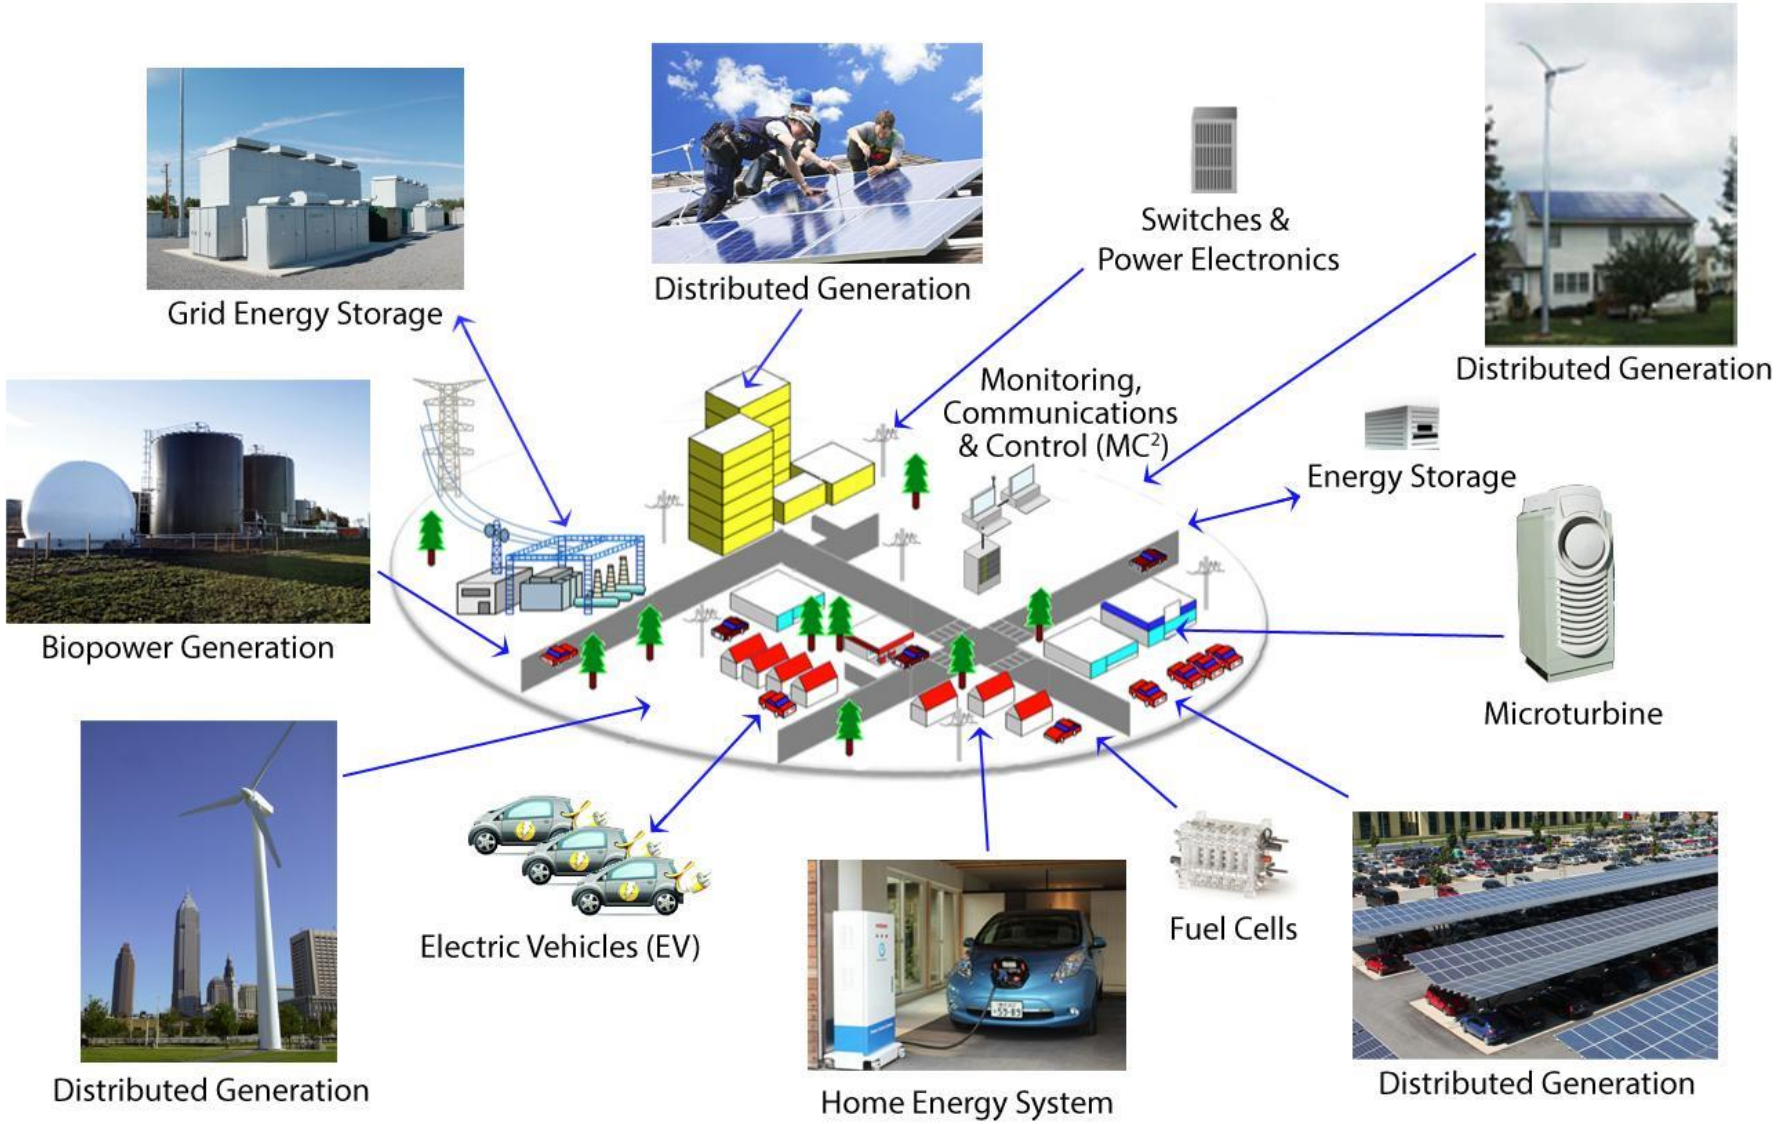 Grid Energy Storage
Distributed Generation
Switches &
Power Electronics
Distributed Generation
Monitoring,
Communications
& Control (MC²)
Energy Storage
Biopower Generation
Microturbine
Electric Vehicles (EV)
Fuel Cells
Distributed Generation
Home Energy System
Distributed Generation